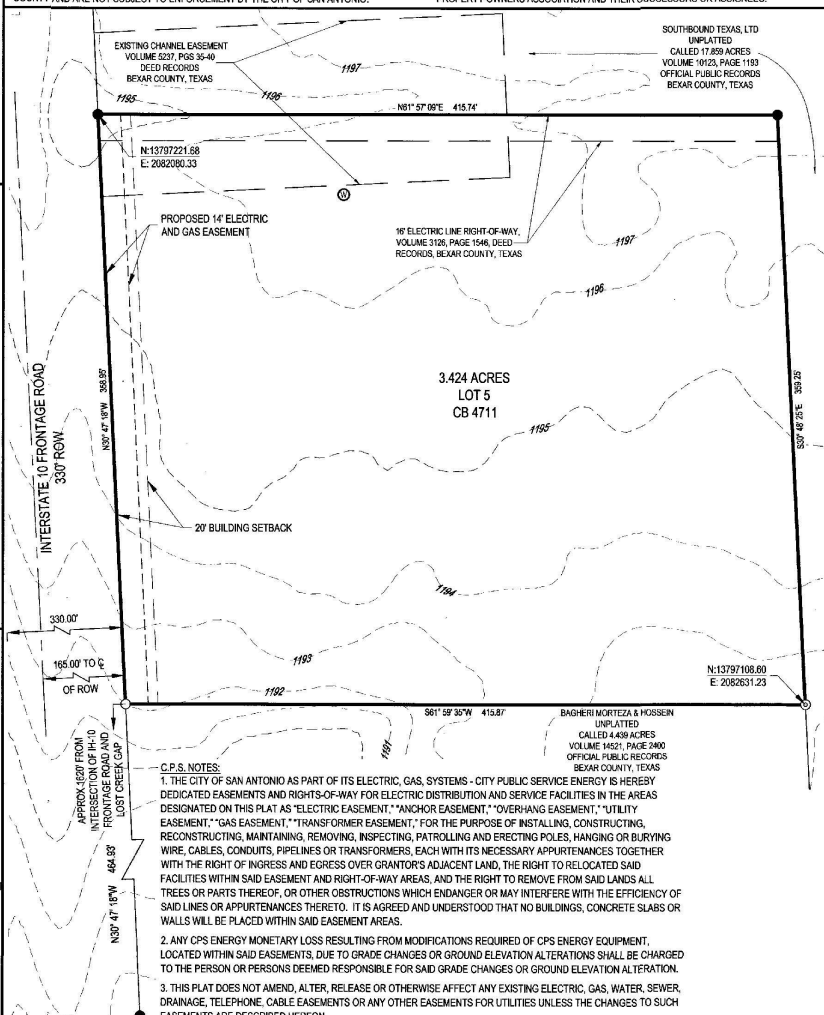 COUNTY AND ARE NOT SUBJECT TO ENFORCEMENT BY THE CITY OF SAN ANTONIO.
PROPERTY OWNERS ASSOCIATION AND THEIR SUCCESSORS OR ASSIGNEES.
EXISTING CHANNEL EASEMENT
VOLUME 5237, PGS 35-40
DEED RECORDS
BEXAR COUNTY, TEXAS
SOUTHBOUND TEXAS, LTD
UNPLATTED
CALLED 17.859 ACRES
VOLUME 10123, PAGE 1193
OFFICIAL PUBLIC RECORDS
BEXAR COUNTY, TEXAS
1197
1195
1196
N61° 57' 09"E 415.74'
N:13797221.68
E: 2082080.33
W
PROPOSED 14' ELECTRIC
AND GAS EASEMENT
16' ELECTRIC LINE RIGHT-OF-WAY,
VOLUME 3126, PAGE 1546, DEED
RECORDS, BEXAR COUNTY, TEXAS
1197
1196
3.424 ACRES
LOT 5
CB 4711
INTERSTATE 10 FRONTAGE ROAD
330' ROW
N30° 47' 18"W 358.95'
S30° 48' 25"E 359.25'
1195
20' BUILDING SETBACK
1194
330.00'
1193
165.00' TO ℄
OF ROW
1192
N:13797108.60
E: 2082631.23
S61° 59' 35"W 415.87'
BAGHERI MORTEZA & HOSSEIN
UNPLATTED
CALLED 4.439 ACRES
VOLUME 14521, PAGE 2400
OFFICIAL PUBLIC RECORDS
BEXAR COUNTY, TEXAS
1191
APPROX.1620' FROM
INTERSECTION OF IH-10
FRONTAGE ROAD AND
LOST CREEK GAP
N30° 47' 18"W 464.93'
C.P.S. NOTES:
1. THE CITY OF SAN ANTONIO AS PART OF ITS ELECTRIC, GAS, SYSTEMS - CITY PUBLIC SERVICE ENERGY IS HEREBY
DEDICATED EASEMENTS AND RIGHTS-OF-WAY FOR ELECTRIC DISTRIBUTION AND SERVICE FACILITIES IN THE AREAS
DESIGNATED ON THIS PLAT AS "ELECTRIC EASEMENT," "ANCHOR EASEMENT," "OVERHANG EASEMENT," "UTILITY
EASEMENT," "GAS EASEMENT," "TRANSFORMER EASEMENT," FOR THE PURPOSE OF INSTALLING, CONSTRUCTING,
RECONSTRUCTING, MAINTAINING, REMOVING, INSPECTING, PATROLLING AND ERECTING POLES, HANGING OR BURYING
WIRE, CABLES, CONDUITS, PIPELINES OR TRANSFORMERS, EACH WITH ITS NECESSARY APPURTENANCES TOGETHER
WITH THE RIGHT OF INGRESS AND EGRESS OVER GRANTOR'S ADJACENT LAND, THE RIGHT TO RELOCATED SAID
FACILITIES WITHIN SAID EASEMENT AND RIGHT-OF-WAY AREAS, AND THE RIGHT TO REMOVE FROM SAID LANDS ALL
TREES OR PARTS THEREOF, OR OTHER OBSTRUCTIONS WHICH ENDANGER OR MAY INTERFERE WITH THE EFFICIENCY OF
SAID LINES OR APPURTENANCES THERETO. IT IS AGREED AND UNDERSTOOD THAT NO BUILDINGS, CONCRETE SLABS OR
WALLS WILL BE PLACED WITHIN SAID EASEMENT AREAS.
2. ANY CPS ENERGY MONETARY LOSS RESULTING FROM MODIFICATIONS REQUIRED OF CPS ENERGY EQUIPMENT,
LOCATED WITHIN SAID EASEMENTS, DUE TO GRADE CHANGES OR GROUND ELEVATION ALTERATIONS SHALL BE CHARGED
TO THE PERSON OR PERSONS DEEMED RESPONSIBLE FOR SAID GRADE CHANGES OR GROUND ELEVATION ALTERATION.
3. THIS PLAT DOES NOT AMEND, ALTER, RELEASE OR OTHERWISE AFFECT ANY EXISTING ELECTRIC, GAS, WATER, SEWER,
DRAINAGE, TELEPHONE, CABLE EASEMENTS OR ANY OTHER EASEMENTS FOR UTILITIES UNLESS THE CHANGES TO SUCH
EASEMENTS ARE DESCRIBED HEREON.